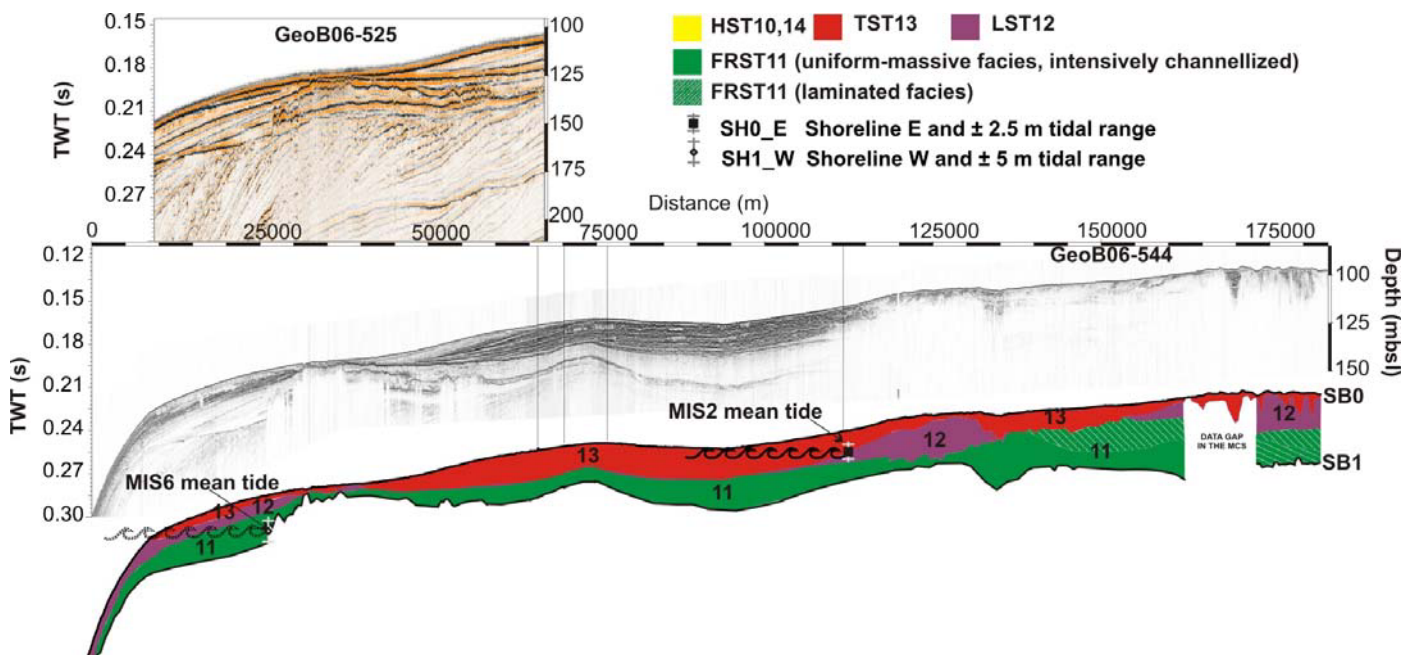 0.15
0.18
0.21
0.24
0.27
TWT (s)
GeoB06-525
100
125
150
175
200
HST10,14 TST13 LST12
FRST11 (uniform-massive facies, intensively channellized)
FRST11 (laminated facies)
SH0_E Shoreline E and ± 2.5 m tidal range
SH1_W Shoreline W and ± 5 m tidal range
Distance (m)
0 25000 50000 75000 100000 125000 150000 175000
GeoB06-544
0.12
0.15
0.18
0.21
0.24
0.27
0.30
TWT (s)
100
125
150
Depth (mbsl)
MIS2 mean tide
MIS6 mean tide
SB0
SB1
13 12 11
13
11
12
13
11
DATA GAP
IN THE MCS
12